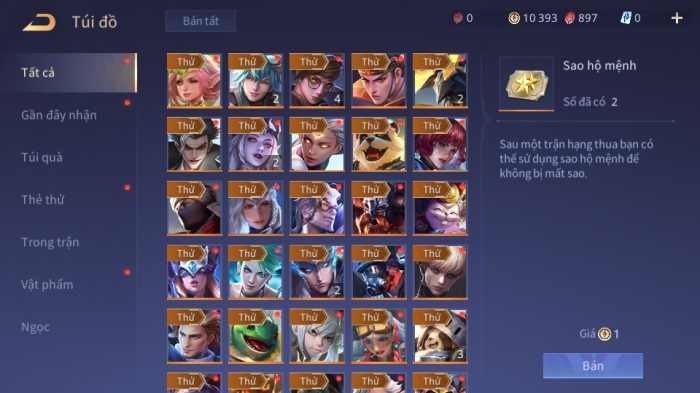 Túi đồ
Bán tất
0
10 393
897
0
+
Tất cả
Gần đây nhận
Túi quà
Thẻ thử
Trong trận
Vật phẩm
Ngọc
Thử
Thử
2
Thử
4
Thử
Thử
2
Thử
Thử
2
Thử
Thử
Thử
Thử
Thử
Thử
Thử
Thử
Thử
Thử
Thử
2
Thử
Thử
Thử
Thử
Thử
Thử
Thử
3
Thử
Thử
Thử
Thử
Thử
Sao hộ mệnh
Số đã có 2
Sau một trận hạng thua bạn có
thể sử dụng sao hộ mệnh để
không bị mất sao.
Giá 1
Bán